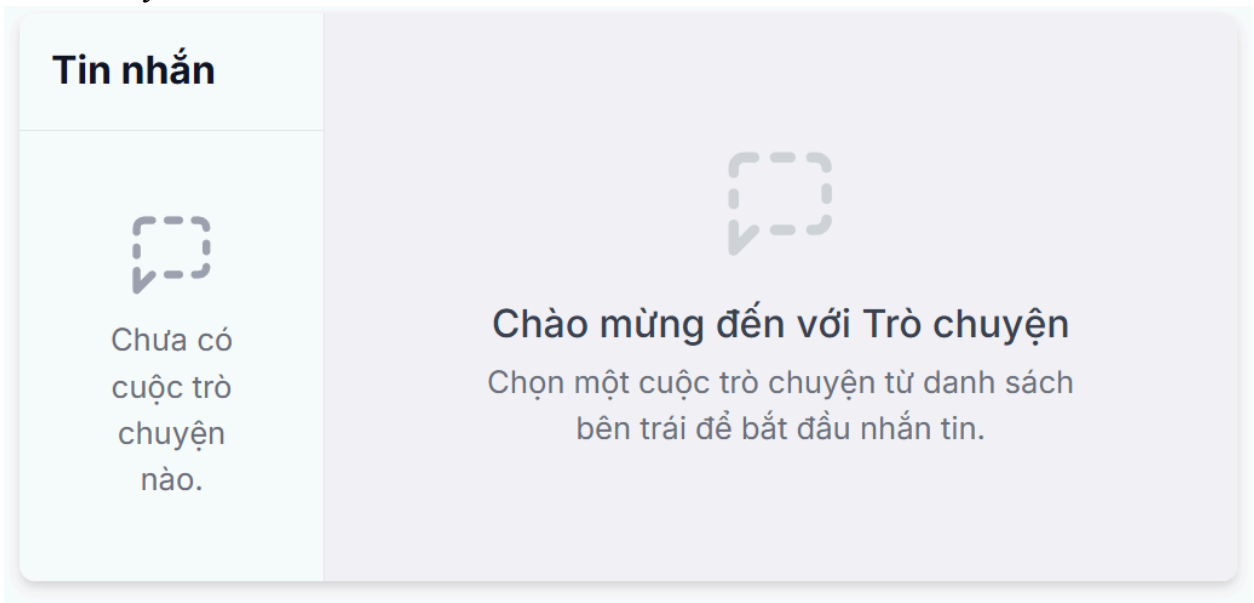 Tin nhắn
Chưa có
cuộc trò
chuyện
nào.
Chào mừng đến với Trò chuyện
Chọn một cuộc trò chuyện từ danh sách
bên trái để bắt đầu nhắn tin.